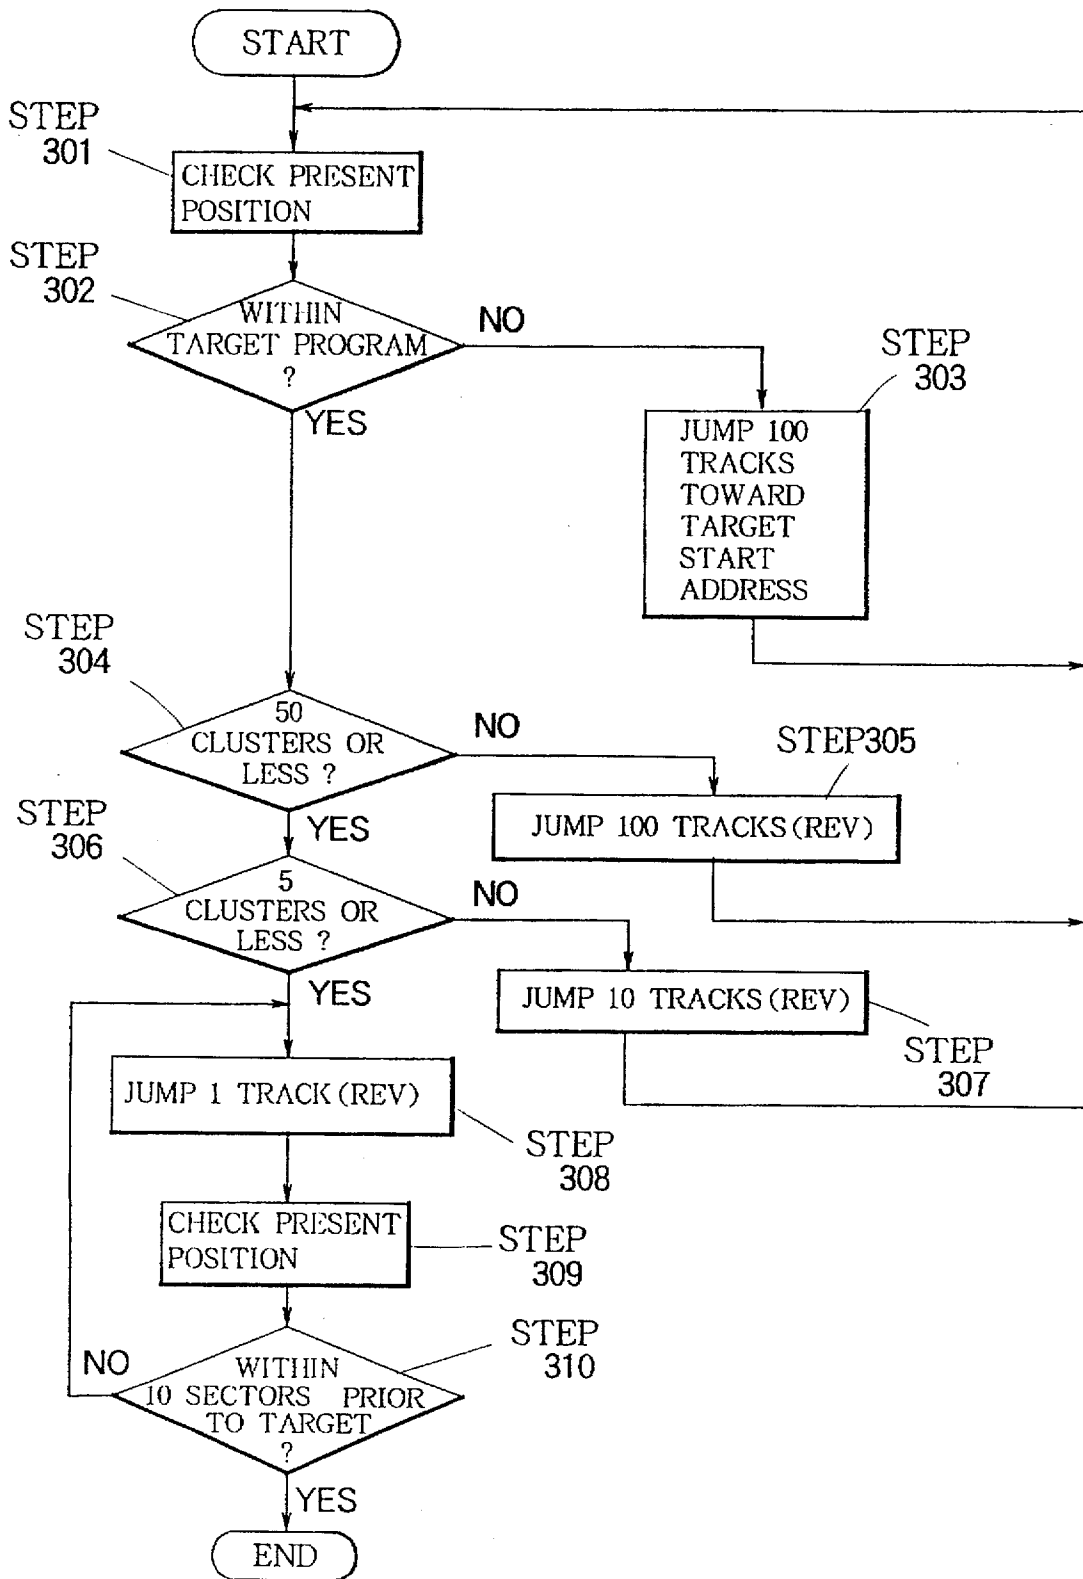 START
STEP
301
CHECK PRESENT
POSITION
STEP
302
WITHIN
TARGET PROGRAM
?
NO
YES
STEP
303
JUMP 100
TRACKS
TOWARD
TARGET
START
ADDRESS
STEP
304
50
CLUSTERS OR
LESS ?
NO
YES
STEP305
JUMP 100 TRACKS(REV)
STEP
306
5
CLUSTERS OR
LESS ?
NO
YES
JUMP 10 TRACKS(REV)
STEP
307
JUMP 1 TRACK(REV)
STEP
308
CHECK PRESENT
POSITION
STEP
309
STEP
310
WITHIN
10 SECTORS PRIOR
TO TARGET
?
NO
YES
END